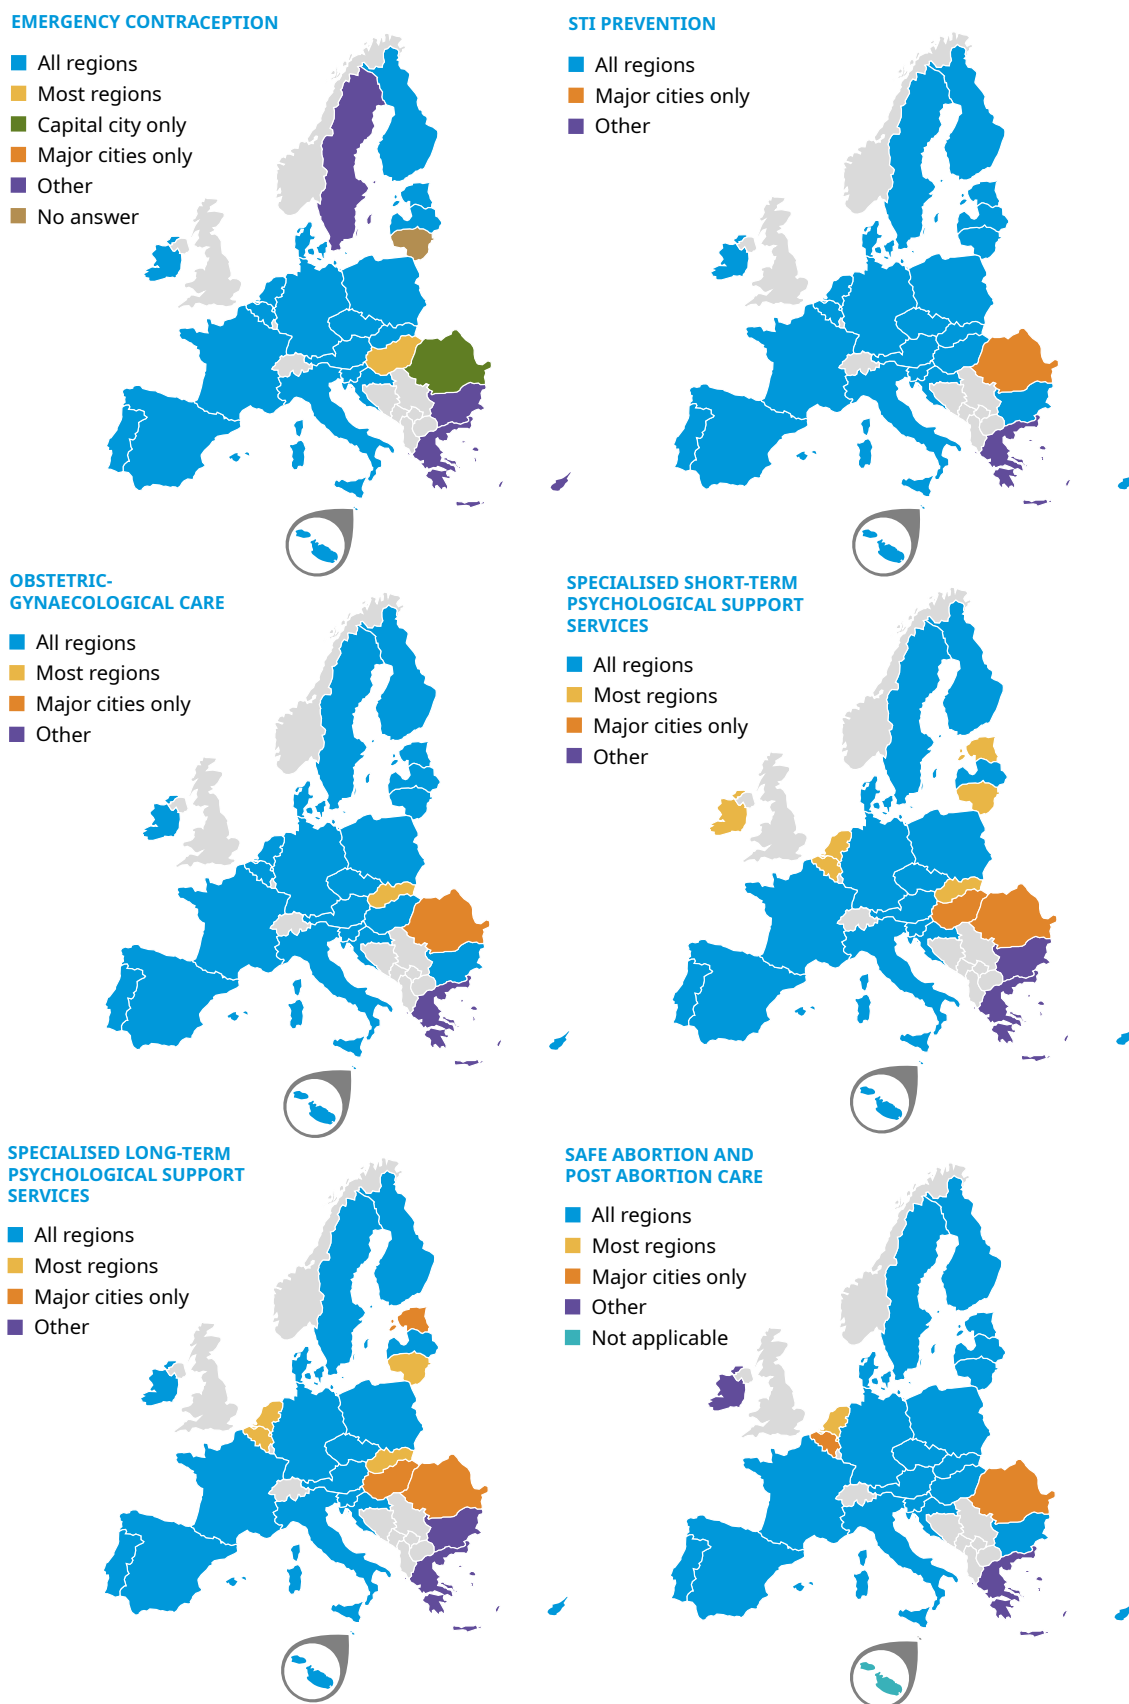 EMERGENCY CONTRACEPTION
All regions
Most regions
Capital city only
Major cities only
Other
No answer
STI PREVENTION
All regions
Major cities only
Other
OBSTETRIC-
GYNAECOLOGICAL CARE
All regions
Most regions
Major cities only
Other
SPECIALISED SHORT-TERM
PSYCHOLOGICAL SUPPORT
SERVICES
All regions
Most regions
Major cities only
Other
SPECIALISED LONG-TERM
PSYCHOLOGICAL SUPPORT
SERVICES
All regions
Most regions
Major cities only
Other
SAFE ABORTION AND
POST ABORTION CARE
All regions
Most regions
Major cities only
Other
Not applicable